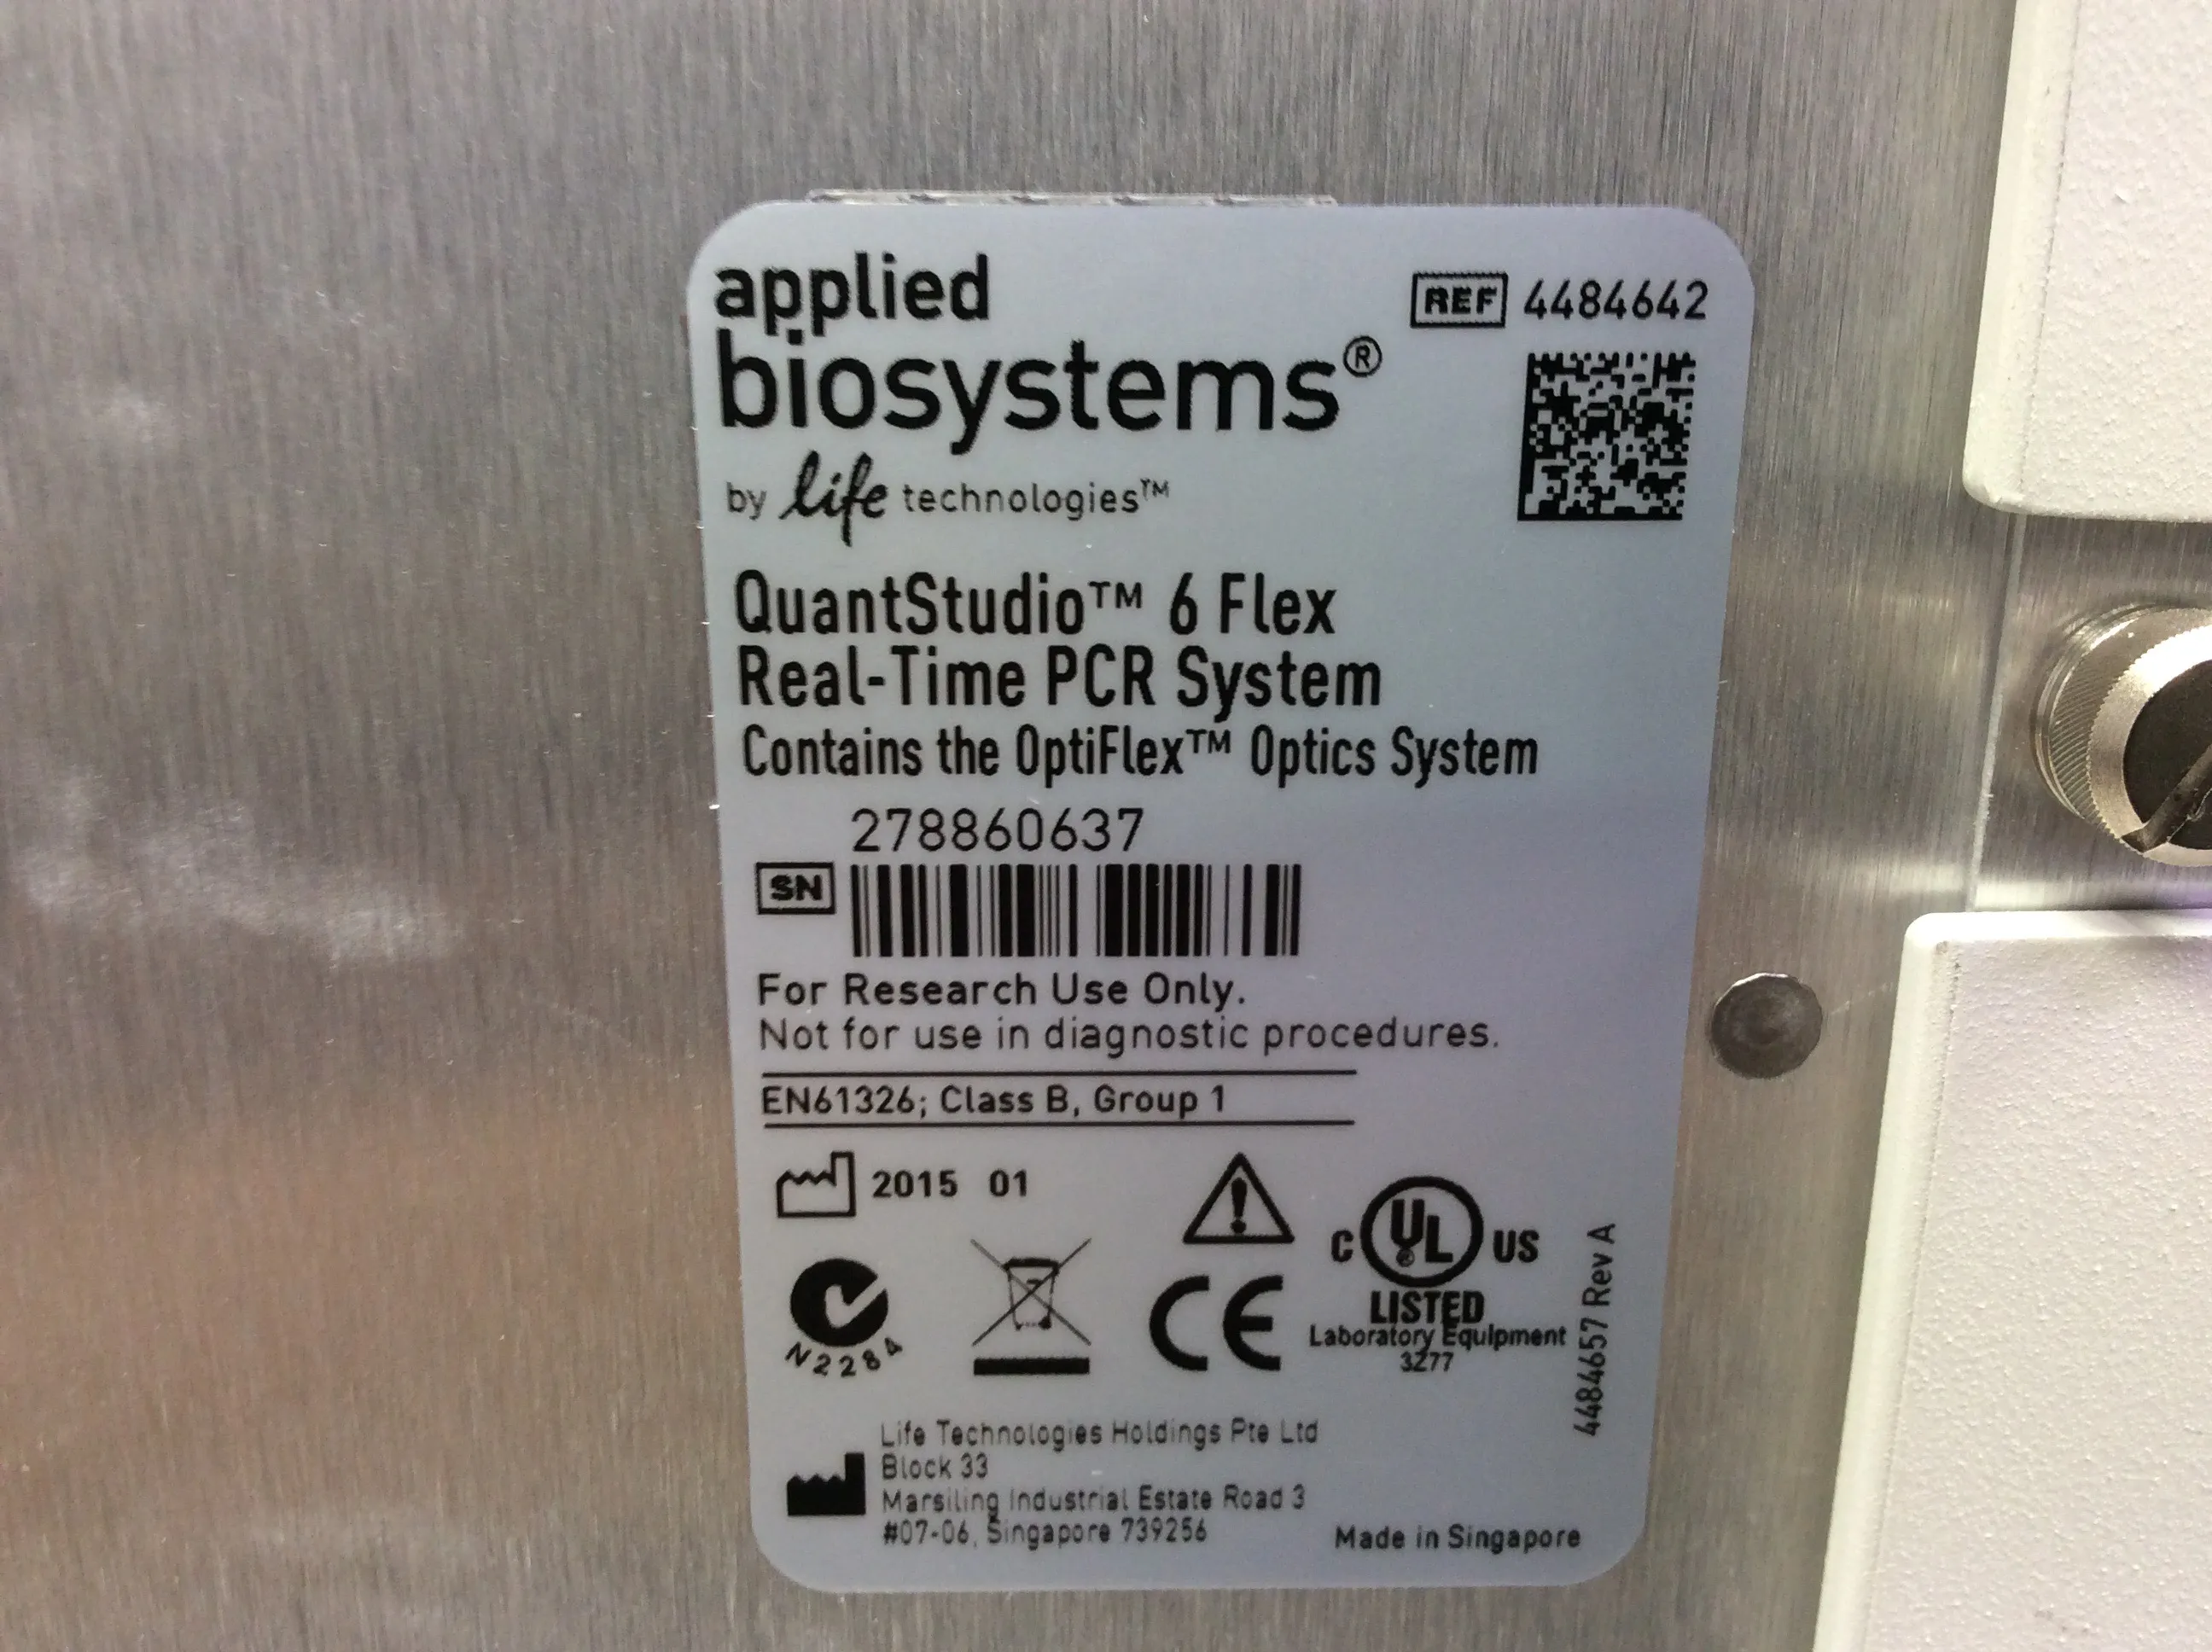 applied
biosystems®
by life technologies™
REF 4484642
QuantStudio™ 6 Flex
Real-Time PCR System
Contains the OptiFlex™ Optics System
278860637
SN
For Research Use Only.
Not for use in diagnostic procedures.
EN61326; Class B, Group 1
2015 01
C UL® US
LISTED
Laboratory Equipment
3Z77
N2284
CE
4484657 Rev A
Life Technologies Holdings Pte Ltd
Block 33
Marsiling Industrial Estate Road 3
#07-06, Singapore 739256
Made in Singapore